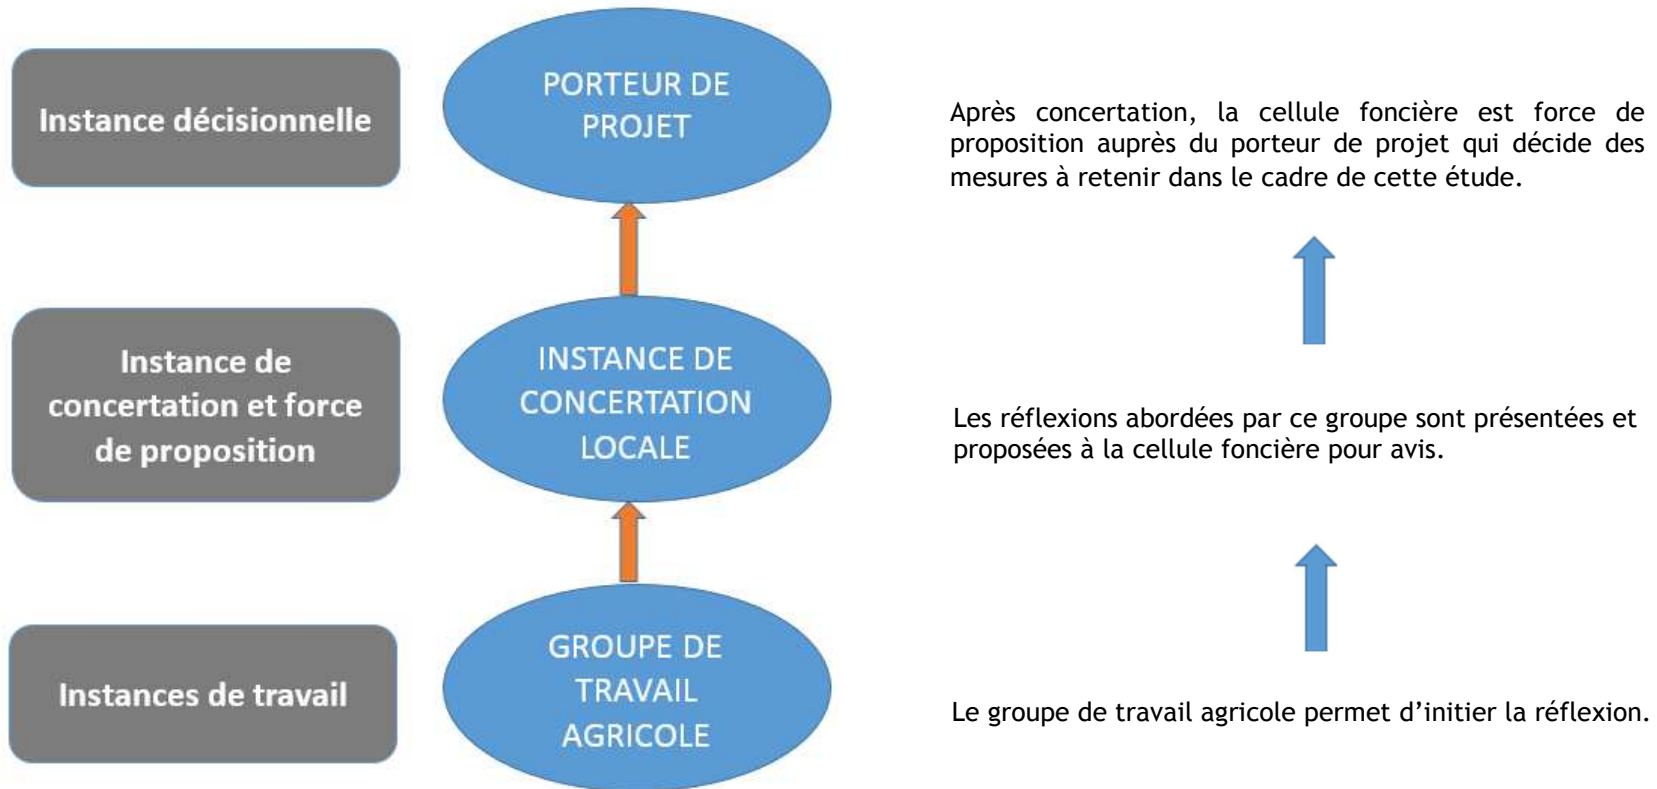 Instance décisionnelle
PORTEUR DE
PROJET
Après concertation, la cellule foncière est force de
proposition auprès du porteur de projet qui décide des
mesures à retenir dans le cadre de cette étude.
Instance de
concertation et force
de proposition
INSTANCE DE
CONCERTATION
LOCALE
Les réflexions abordées par ce groupe sont présentées et
proposées à la cellule foncière pour avis.
Instances de travail
GROUPE DE
TRAVAIL
AGRICOLE
Le groupe de travail agricole permet d’initier la réflexion.